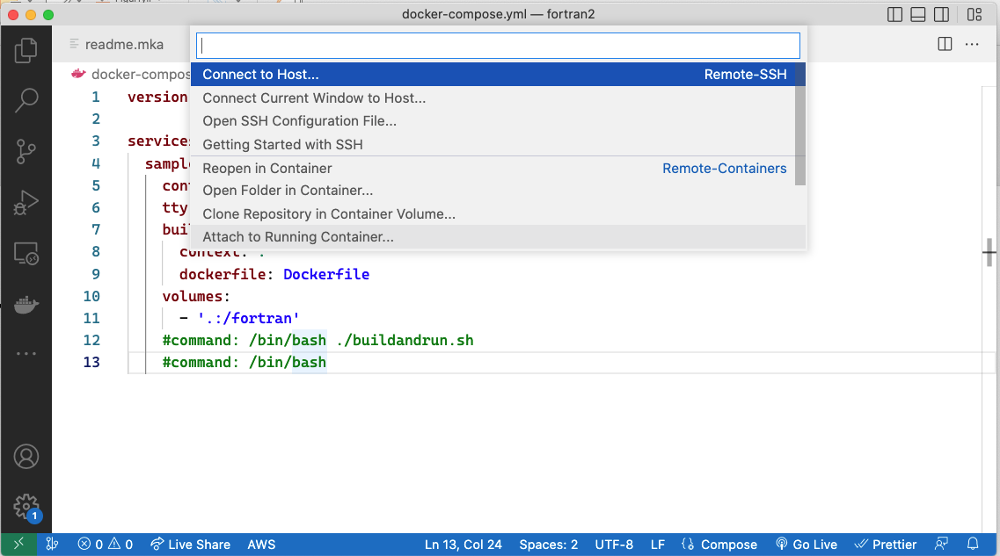 docker-compose.yml — fortran2
readme.mka
docker-compos
Connect to Host... Remote-SSH
Connect Current Window to Host...
Open SSH Configuration File...
Getting Started with SSH
Reopen in Container Remote-Containers
Open Folder in Container...
Clone Repository in Container Volume...
Attach to Running Container...
1 version
2
3 services
4 sampl
5 con
6 tty
7 buil
8 context: .
9 dockerfile: Dockerfile
10 volumes:
11 - '.:/fortran'
12 #command: /bin/bash ./buildandrun.sh
13 #command: /bin/bash
1
0 0 Live Share AWS Ln 13, Col 24 Spaces: 2 UTF-8 LF Compose Go Live Prettier